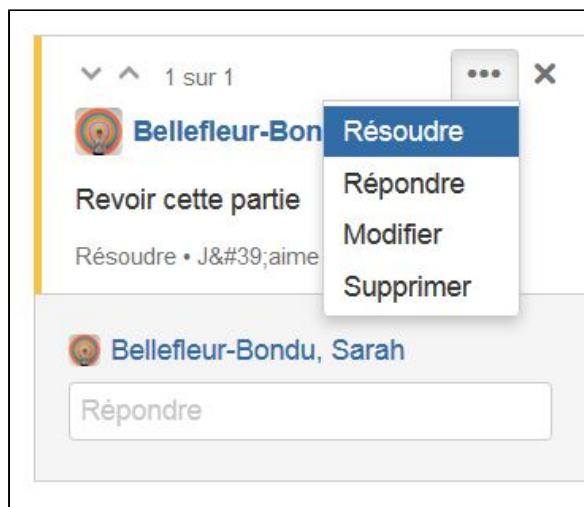 1 sur 1
Bellefleur-Bon
Résoudre
Répondre
Modifier
Supprimer
Revoir cette partie
Résoudre • J&#39;aime
Bellefleur-Bondu, Sarah
Répondre